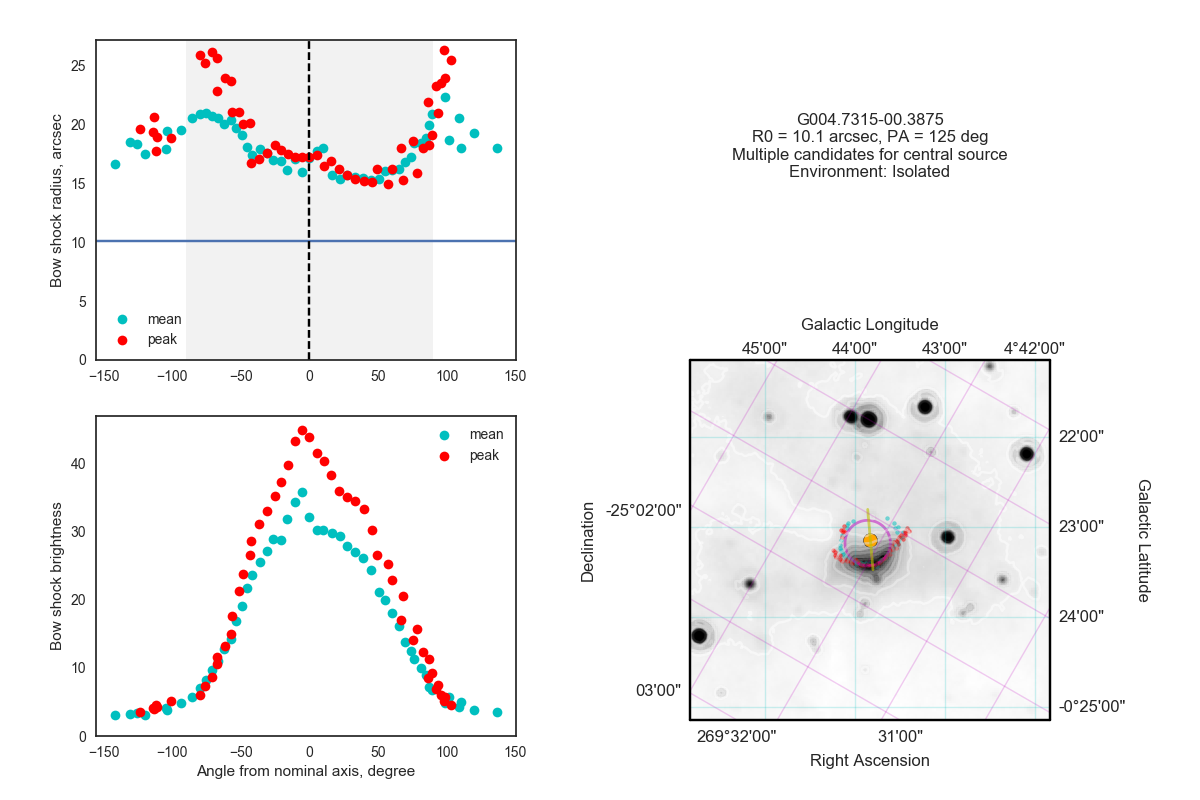 25
20
15
10
5
0
Bow shock radius, arcsec
mean
peak
−150
−100
−50
0
50
100
150
40
30
20
10
0
Bow shock brightness
mean
peak
−150
−100
−50
0
50
100
150
Angle from nominal axis, degree
G004.7315-00.3875
R0 = 10.1 arcsec, PA = 125 deg
Multiple candidates for central source
Environment: Isolated
Galactic Longitude
45'00" 44'00" 43'00" 4°42'00"
22'00"
23'00"
24'00"
-0°25'00"
Galactic Latitude
-25°02'00"
03'00"
Declination
269°32'00" 31'00"
Right Ascension